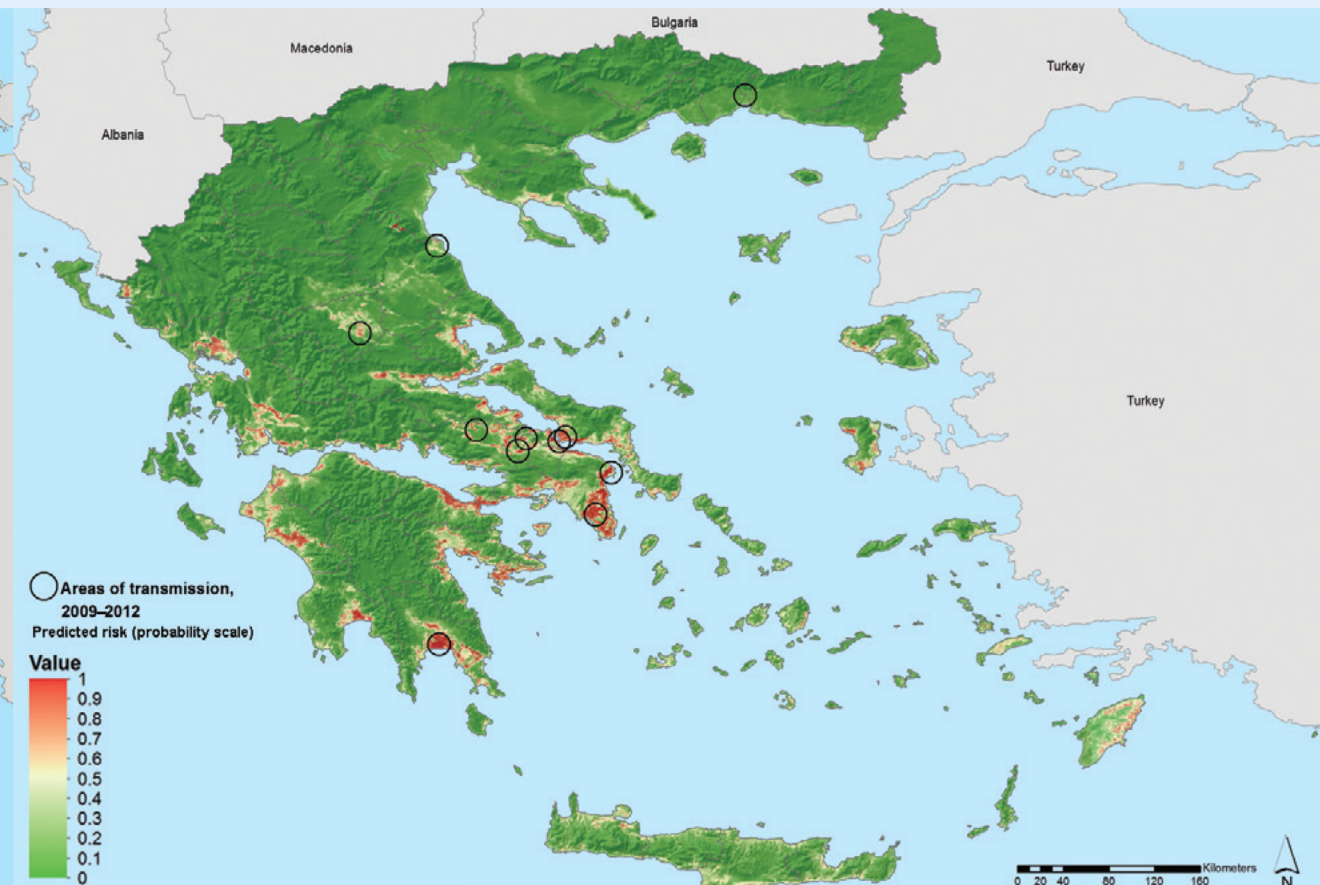 Bulgaria
Macedonia
Turkey
Albania
Turkey
Areas of transmission,
2009–2012
Predicted risk (probability scale)
Value
1
0.9
0.8
0.7
0.6
0.5
0.4
0.3
0.2
0.1
0
Kilometers
0 20 40 80 120 160
N